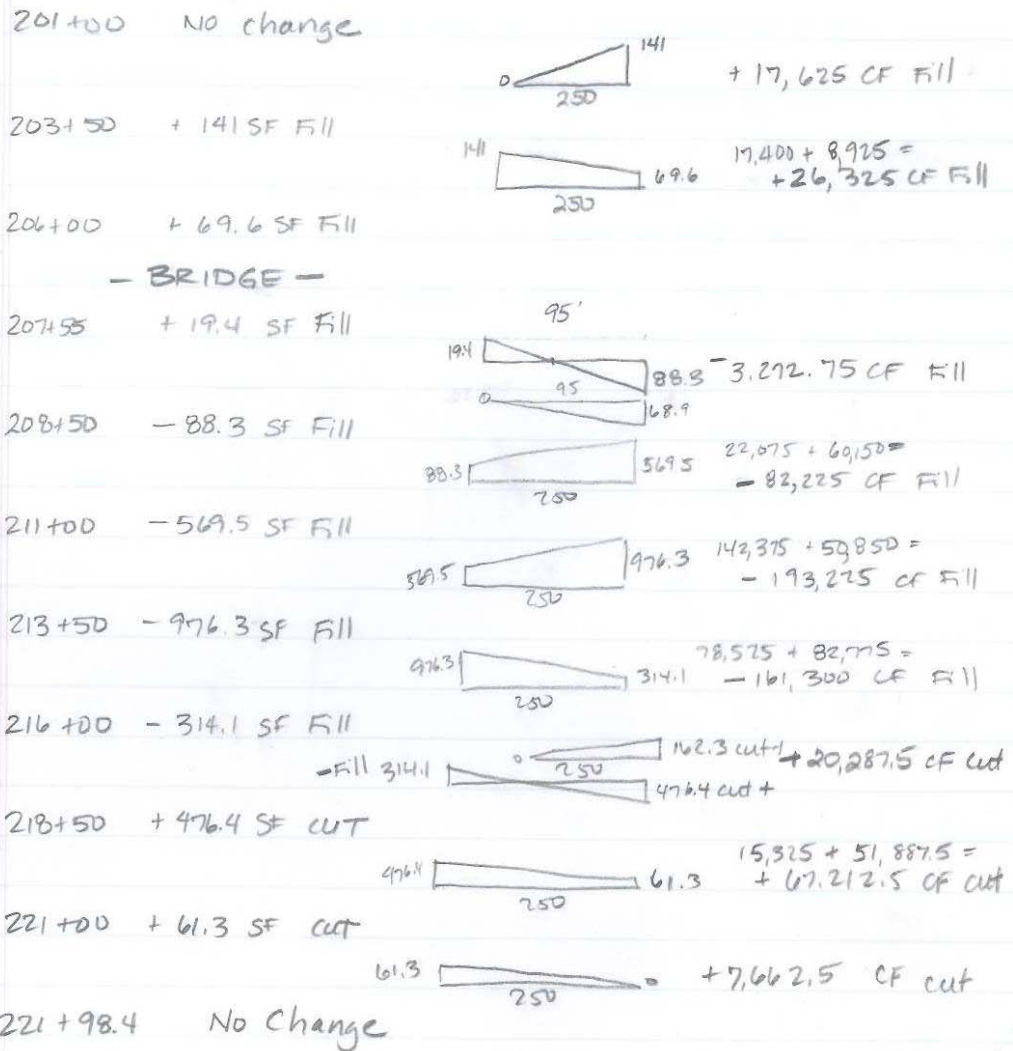 201+00 No change
0 250 141 + 17,625 CF Fill
203+50 + 141 SF Fill
141 250 69.6 17,400 + 8,925 =
+26,325 CF Fill
206+00 + 69.6 SF Fill
- BRIDGE -
207+55 + 19.4 SF Fill
95'
19.4 95 88.3 -3.272.75 CF Fill
0 68.9
208+50 - 88.3 SF Fill
88.3 250 569.5 22,075 + 60,150=
- 82,225 CF Fill
211+00 - 569.5 SF Fill
569.5 250 976.3 142,375 + 50,850 =
- 193,225 CF Fill
213+50 - 976.3 SF Fill
976.3 250 314.1 78,525 + 82,775 =
- 161,300 CF Fill
216+00 - 314.1 SF Fill
0 250 162.3 cut + 20,287.5 CF cut
-Fill 314.1 476.4 cut +
218+50 + 476.4 SF CUT
476.4 250 61.3 15,325 + 51,887.5 =
+ 67.212.5 CF cut
221+00 + 61.3 SF cut
61.3 250 0 +7,662.5 CF cut
221+98.4 No Change